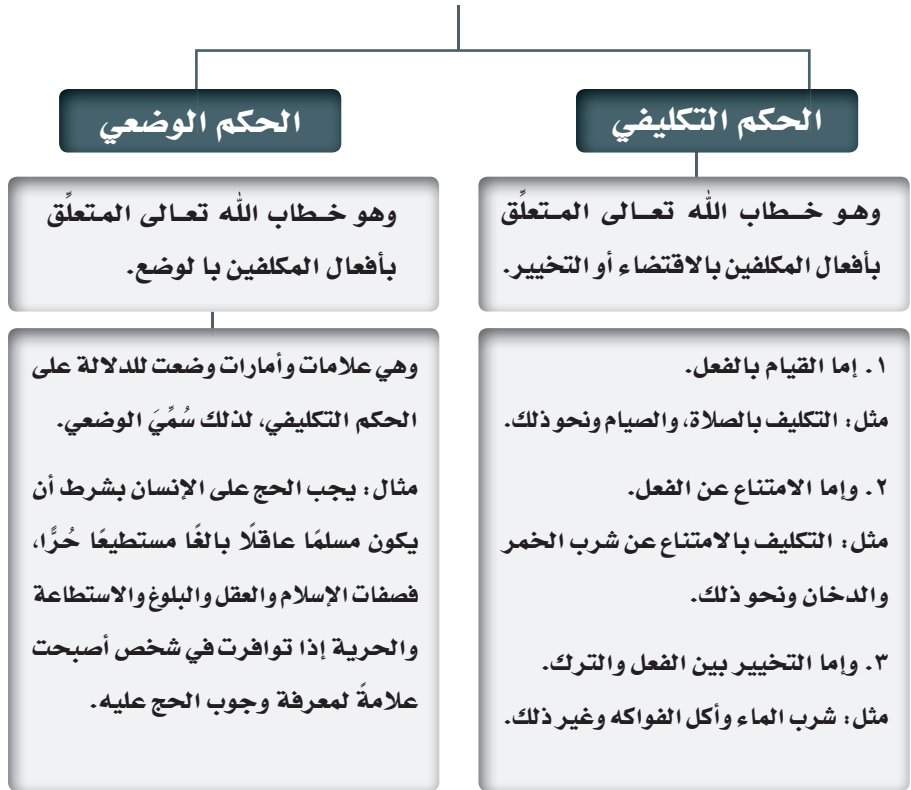 الحكم التكليفي
وهو خطاب الله تعالى المتعلِّق
بأفعال المكلفين بالاقتضاء أو التخيير.
١. إما القيام بالفعل.
مثل: التكليف بالصلاة، والصيام ونحو ذلك.
٢. وإما الامتناع عن الفعل.
مثل: التكليف بالامتناع عن شرب الخمر
والدخان ونحو ذلك.
٣. وإما التخيير بين الفعل والترك.
مثل: شرب الماء وأكل الفواكه وغير ذلك.
الحكم الوضعي
وهو خطاب الله تعالى المتعلِّق
بأفعال المكلفين با لوضع.
وهي علامات وأمارات وضعت للدلالة على
الحكم التكليفي، لذلك سُمِّيَ الوضعي.
مثال: يجب الحج على الإنسان بشرط أن
يكون مسلمًا عاقلًا بالغًا مستطيعًا حُرًّا،
فصفات الإسلام والعقل والبلوغ والاستطاعة
والحرية إذا توافرت في شخص أصبحت
علامةً لمعرفة وجوب الحج عليه.